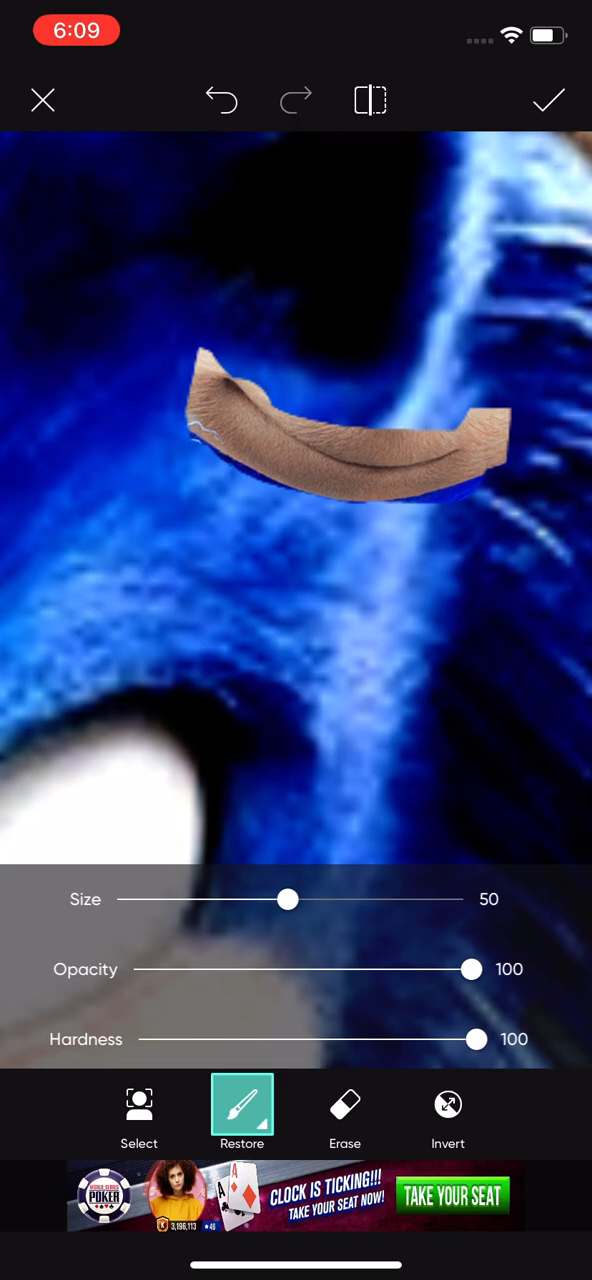 6:09
Size 50
Opacity 100
Hardness 100
Select Restore Erase Invert
WORLD SERIES
POKER
K 3,196,113 ★46
A
A
CLOCK IS TICKING!!!
TAKE YOUR SEAT NOW!
TAKE YOUR SEAT